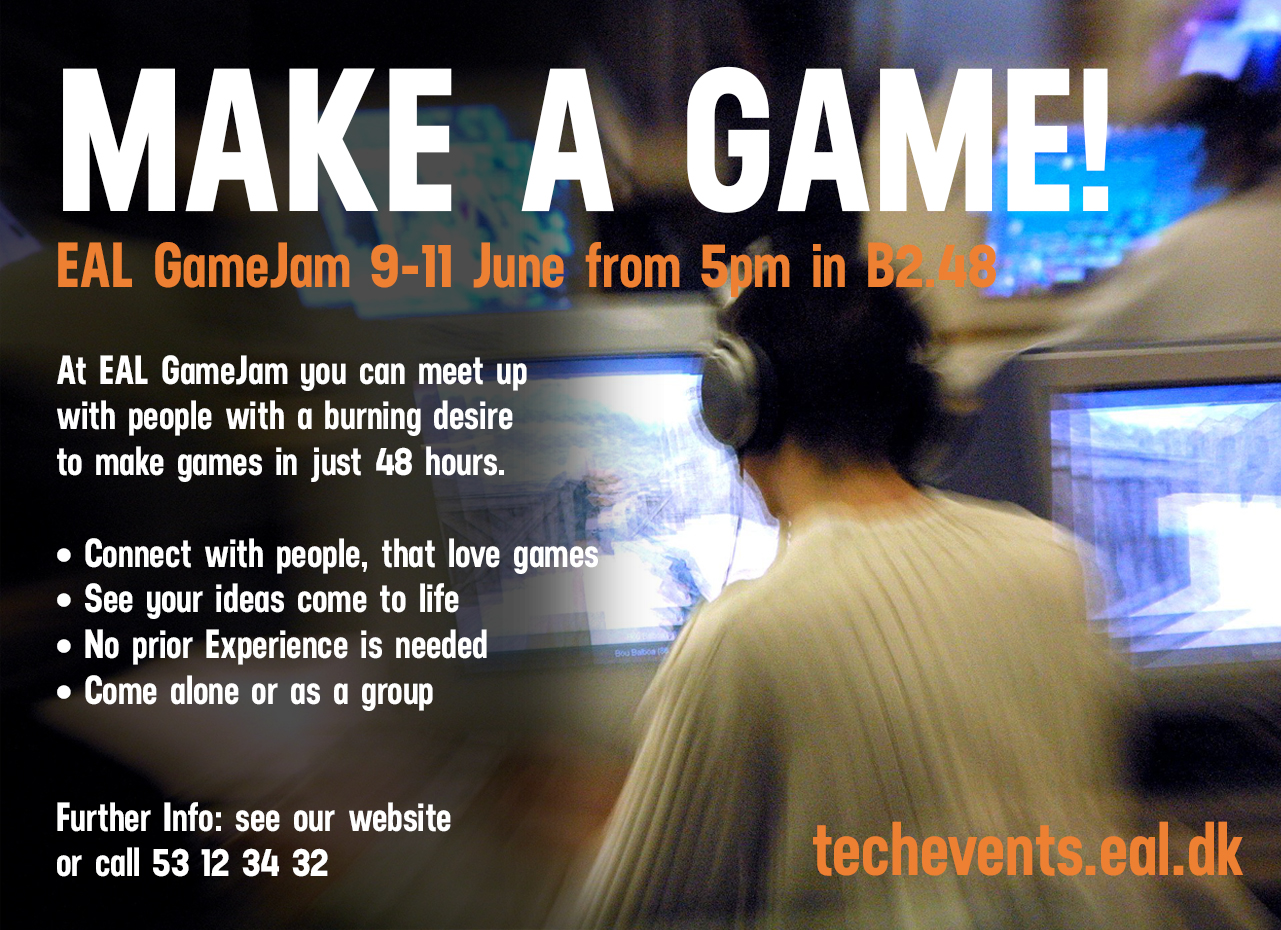 MAKE A GAME!
EAL GameJam 9-11 June from 5pm in B2.48
At EAL GameJam you can meet up
with people with a burning desire
to make games in just 48 hours.
• Connect with people, that love games
• See your ideas come to life
• No prior Experience is needed
• Come alone or as a group
Further Info: see our website
or call 53 12 34 32
techevents.eal.dk